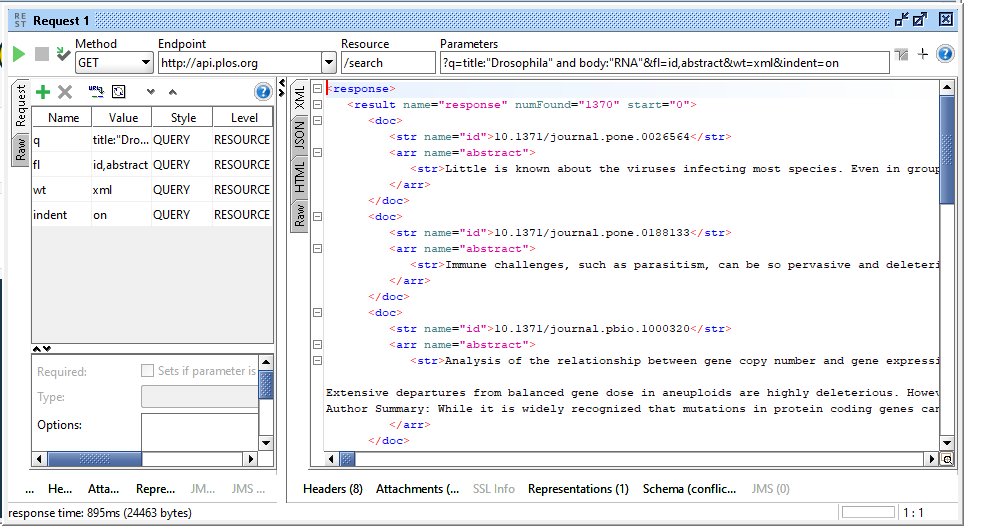 RE
ST
Request 1
Method
Endpoint
Resource
Parameters
GET
http://api.plos.org
/search
?q=title:"Drosophila" and body:"RNA"&fl=id,abstract&wt=xml&indent=on
Request
Raw
Name Value Style Level
q title:"Dro... QUERY RESOURCE
fl id,abstract QUERY RESOURCE
wt xml QUERY RESOURCE
indent on QUERY RESOURCE
Required: Sets if parameter is
Type:
Options:
... He... Atta... Repre... JM... JMS ...
XML
JSON
HTML
Raw
<response>
<result name="response" numFound="1370" start="0">
<doc>
<str name="id">10.1371/journal.pone.0026564</str>
<arr name="abstract">
<str>Little is known about the viruses infecting most species. Even in group
</arr>
</doc>
<doc>
<str name="id">10.1371/journal.pone.0188133</str>
<arr name="abstract">
<str>Immune challenges, such as parasitism, can be so pervasive and deleteri
</arr>
</doc>
<doc>
<str name="id">10.1371/journal.pbio.1000320</str>
<arr name="abstract">
<str>Analysis of the relationship between gene copy number and gene expressi
Extensive departures from balanced gene dose in aneuploids are highly deleterious. Howev
Author Summary: While it is widely recognized that mutations in protein coding genes can
</arr>
</doc>
Headers (8) Attachments (... SSL Info Representations (1) Schema (conflic... JMS (0)
response time: 895ms (24463 bytes)
1 : 1